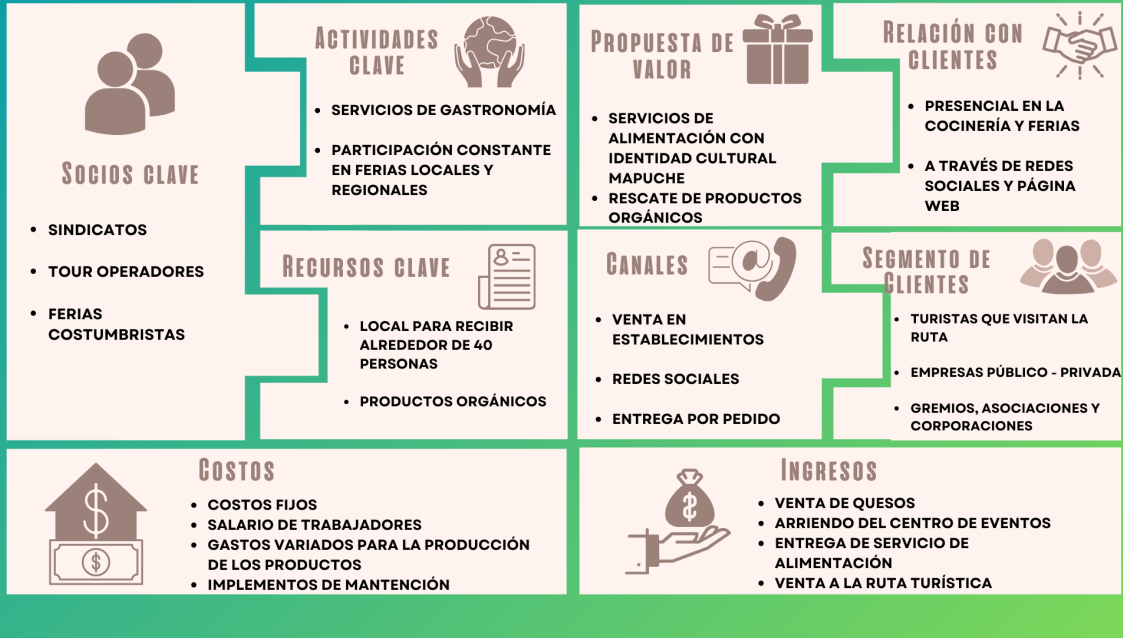 SOCIOS CLAVE
• SINDICATOS
• TOUR OPERADORES
• FERIAS
COSTUMBRISTAS
ACTIVIDADES
CLAVE
• SERVICIOS DE GASTRONOMÍA
• PARTICIPACIÓN CONSTANTE
EN FERIAS LOCALES Y
REGIONALES
RECURSOS CLAVE
• LOCAL PARA RECIBIR
ALREDEDOR DE 40
PERSONAS
• PRODUCTOS ORGÁNICOS
PROPUESTA DE
VALOR
• SERVICIOS DE
ALIMENTACIÓN CON
IDENTIDAD CULTURAL
MAPUCHE
• RESCATE DE PRODUCTOS
ORGÁNICOS
CANALES
@
• VENTA EN
ESTABLECIMIENTOS
• REDES SOCIALES
• ENTREGA POR PEDIDO
RELACIÓN CON
CLIENTES
• PRESENCIAL EN LA
COCINERÍA Y FERIAS
• A TRAVÉS DE REDES
SOCIALES Y PÁGINA
WEB
SEGMENTO DE
CLIENTES
• TURISTAS QUE VISITAN LA
RUTA
• EMPRESAS PÚBLICO - PRIVADA
• GREMIOS, ASOCIACIONES Y
CORPORACIONES
COSTOS
$
$
• COSTOS FIJOS
• SALARIO DE TRABAJADORES
• GASTOS VARIADOS PARA LA PRODUCCIÓN
DE LOS PRODUCTOS
• IMPLEMENTOS DE MANTENCIÓN
INGRESOS
$
• VENTA DE QUESOS
• ARRIENDO DEL CENTRO DE EVENTOS
• ENTREGA DE SERVICIO DE
ALIMENTACIÓN
• VENTA A LA RUTA TURÍSTICA